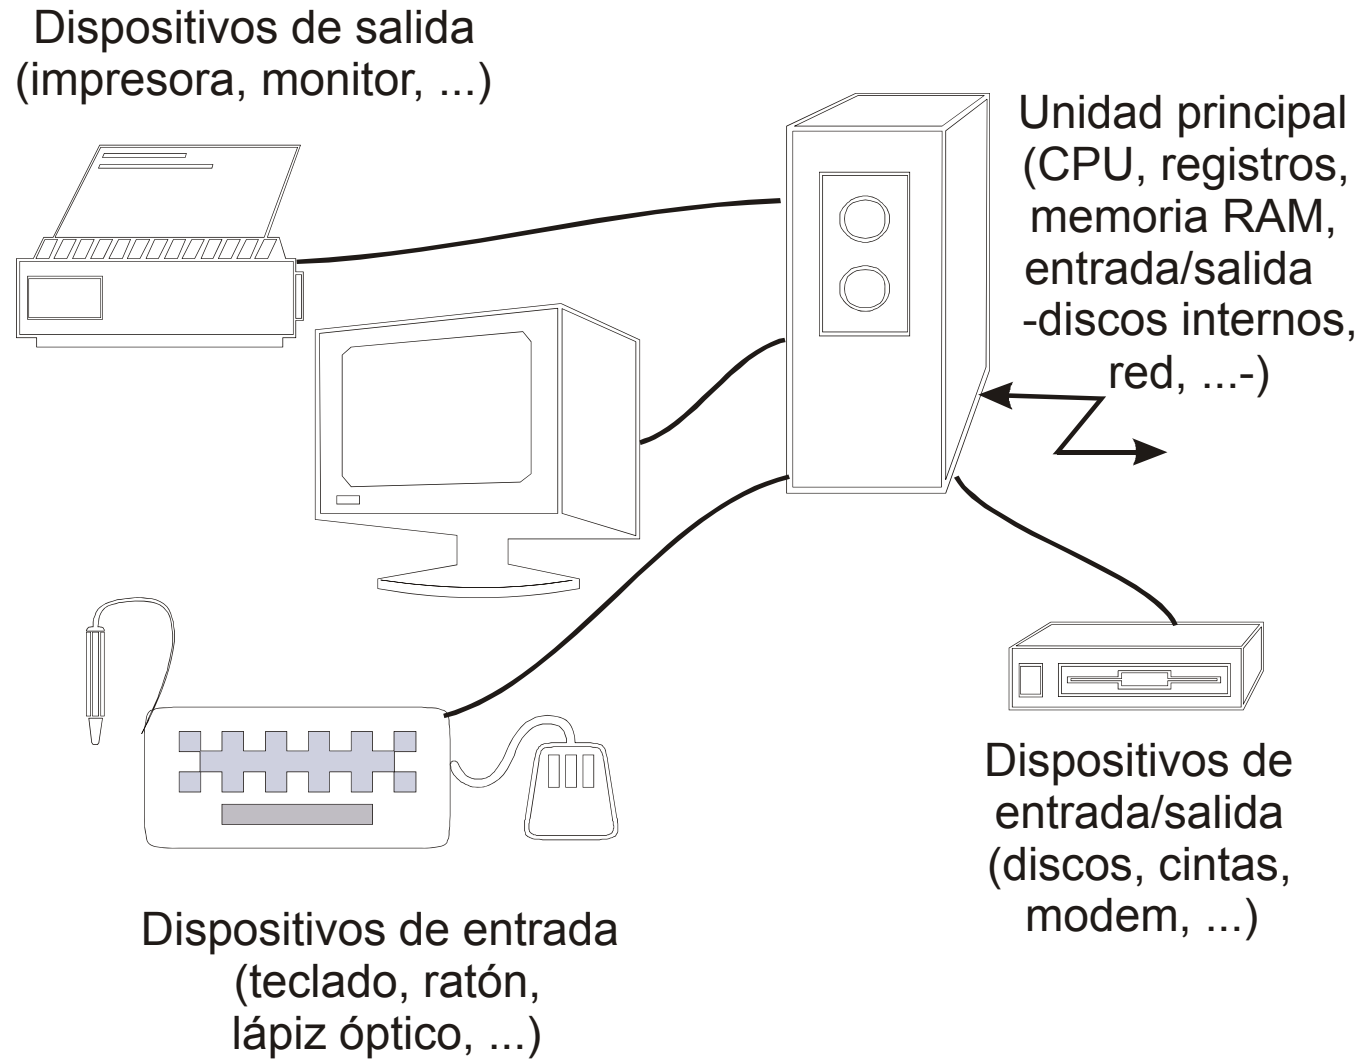 Dispositivos de salida
(impresora, monitor, ...)
Unidad principal
(CPU, registros,
memoria RAM,
entrada/salida
-discos internos,
red, ...-)
Dispositivos de
entrada/salida
(discos, cintas,
modem, ...)
Dispositivos de entrada
(teclado, ratón,
lápiz óptico, ...)